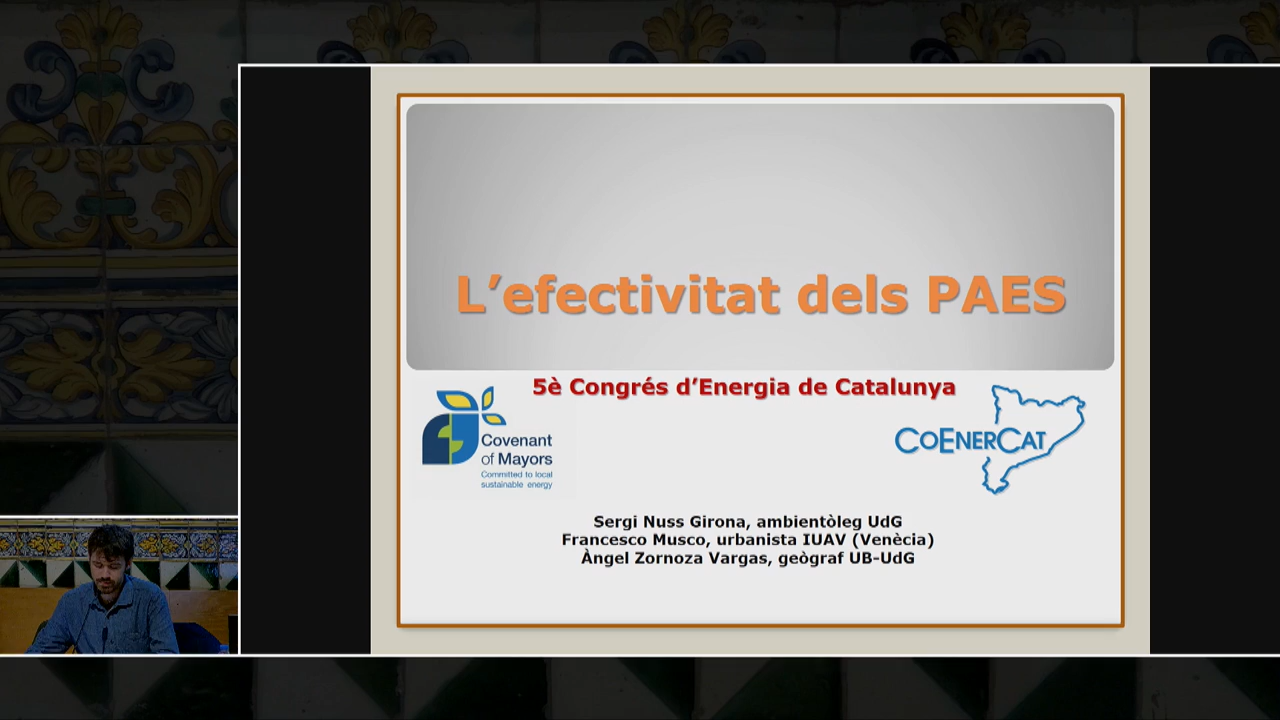 L’efectivitat dels PAES
5è Congrés d’Energia de Catalunya
Covenant
of Mayors
Committed to local
sustainable energy
COENERCAT
Sergi Nuss Girona, ambientòleg UdG
Francesco Musco, urbanista IUAV (Venècia)
Àngel Zornoza Vargas, geògraf UB-UdG